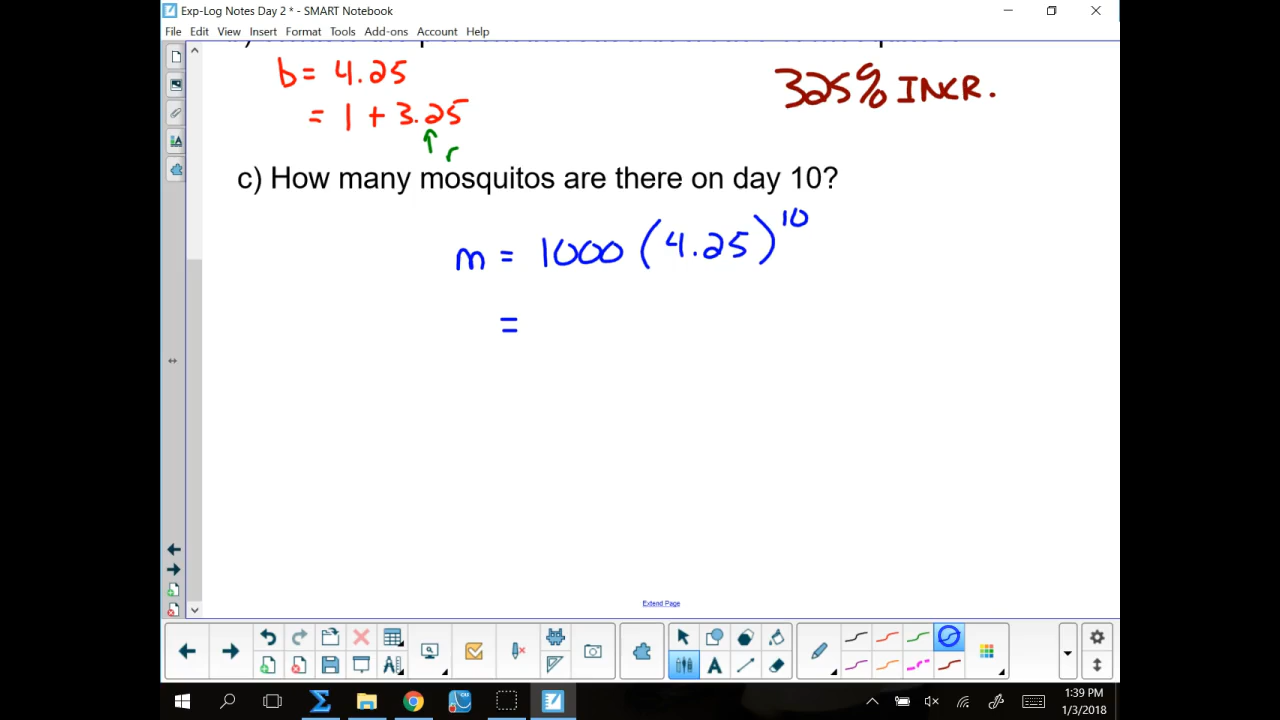 Exp-Log Notes Day 2 * - SMART Notebook
File Edit View Insert Format Tools Add-ons Account Help
b = 4.25
= 1 + 3.25
r
325% INCR.
c) How many mosquitos are there on day 10?
m = 1000 (4.25)^10
=
Extend Page
1:39 PM
1/3/2018